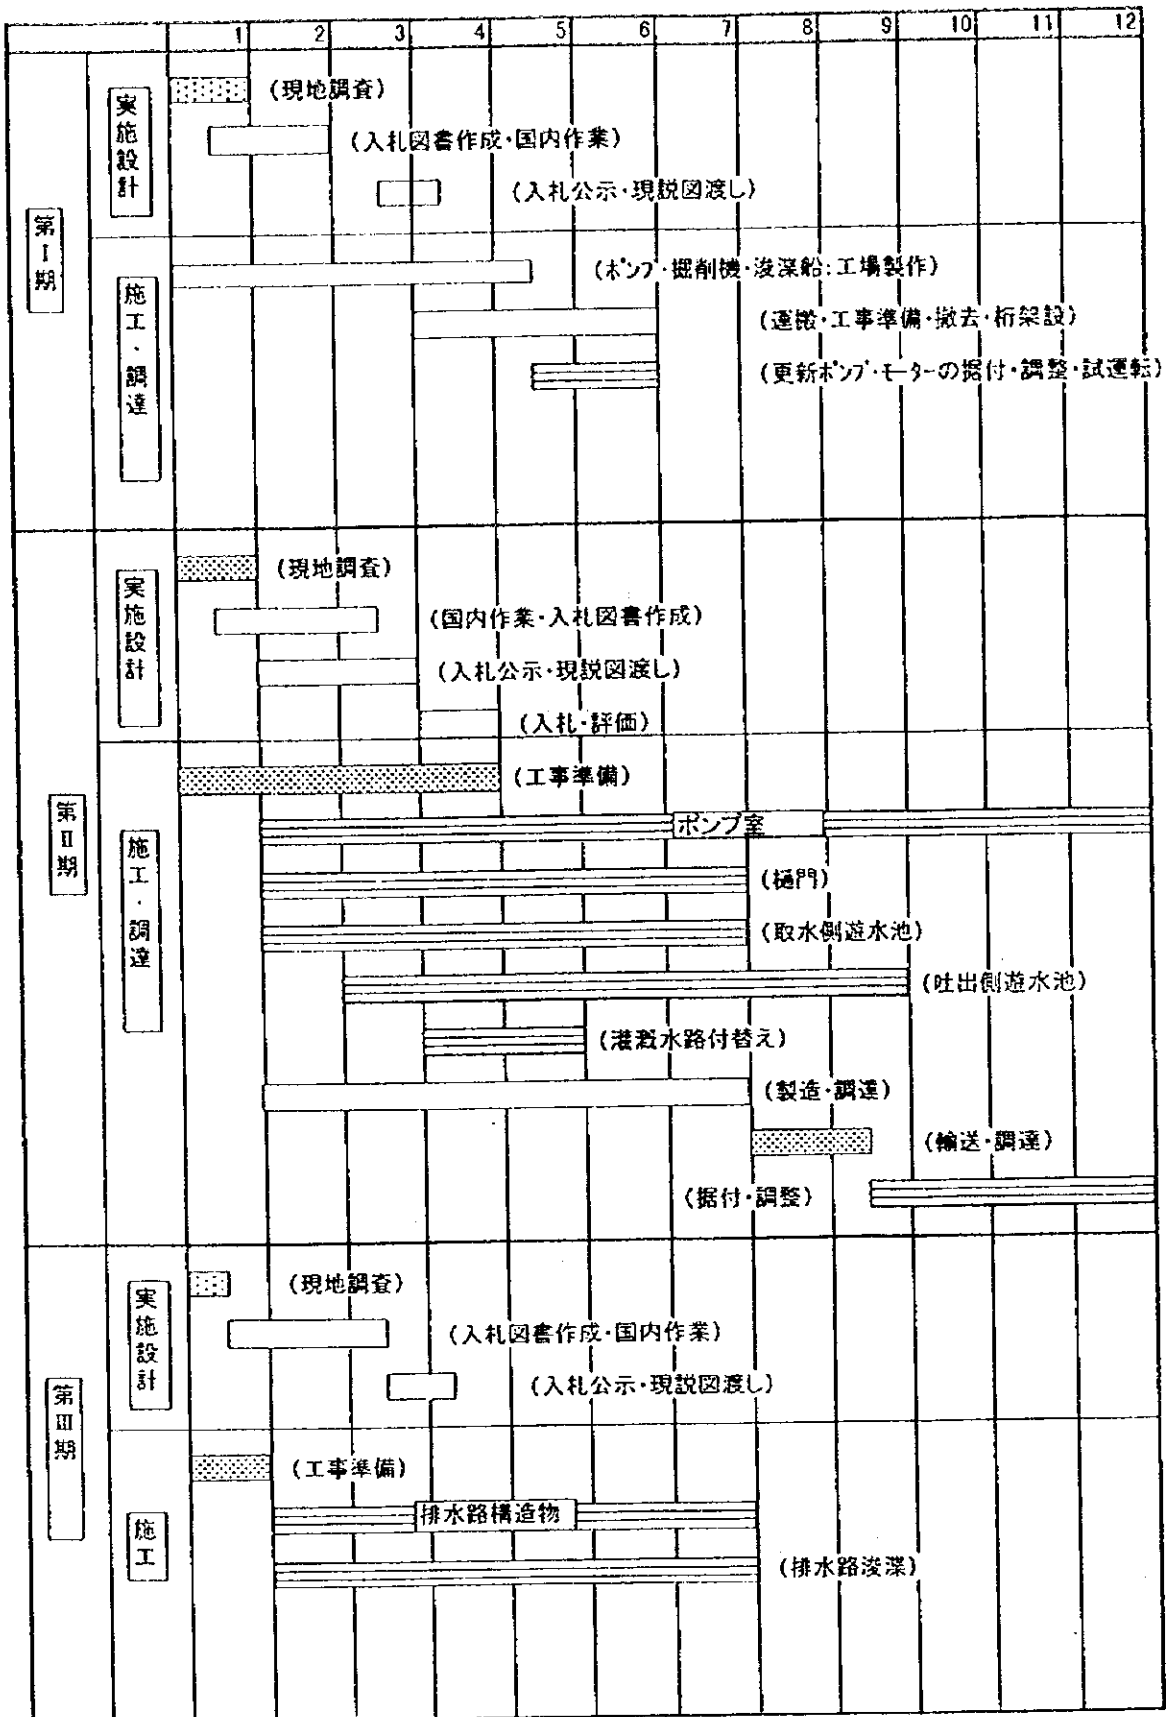 1 2 3 4 5 6 7 8 9 10 11 12
第Ⅰ期
実施設計
(現地調査)
(入札図書作成・国内作業)
(入札公示・現説図渡し)
施工・調達
(ポンプ・掘削機・浚渫船:工場製作)
(運搬・工事準備・撤去・桁架設)
(更新ポンプ・モーターの据付・調整・試運転)
第Ⅱ期
実施設計
(現地調査)
(国内作業・入札図書作成)
(入札公示・現説図渡し)
(入札・評価)
施工・調達
(工事準備)
ポンプ室
(樋門)
(取水側遊水池)
(吐出側遊水池)
(灌漑水路付替え)
(製造・調達)
(輸送・調達)
(据付・調整)
第Ⅲ期
実施設計
(現地調査)
(入札図書作成・国内作業)
(入札公示・現説図渡し)
施工
(工事準備)
排水路構造物
(排水路浚渫)